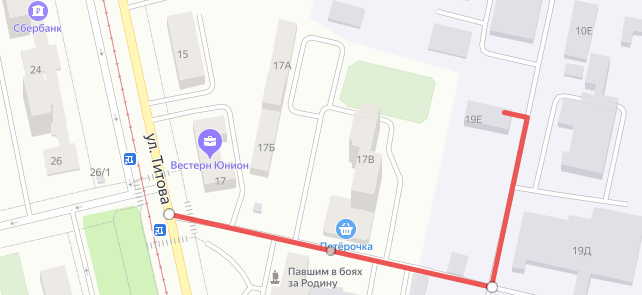 Сбербанк
24
15
17А
10Е
19Е
ул. Титова
17Б
26
26/1
Вестерн Юнион
17
17В
Пятёрочка
19Д
Павшим в боях
за Родину